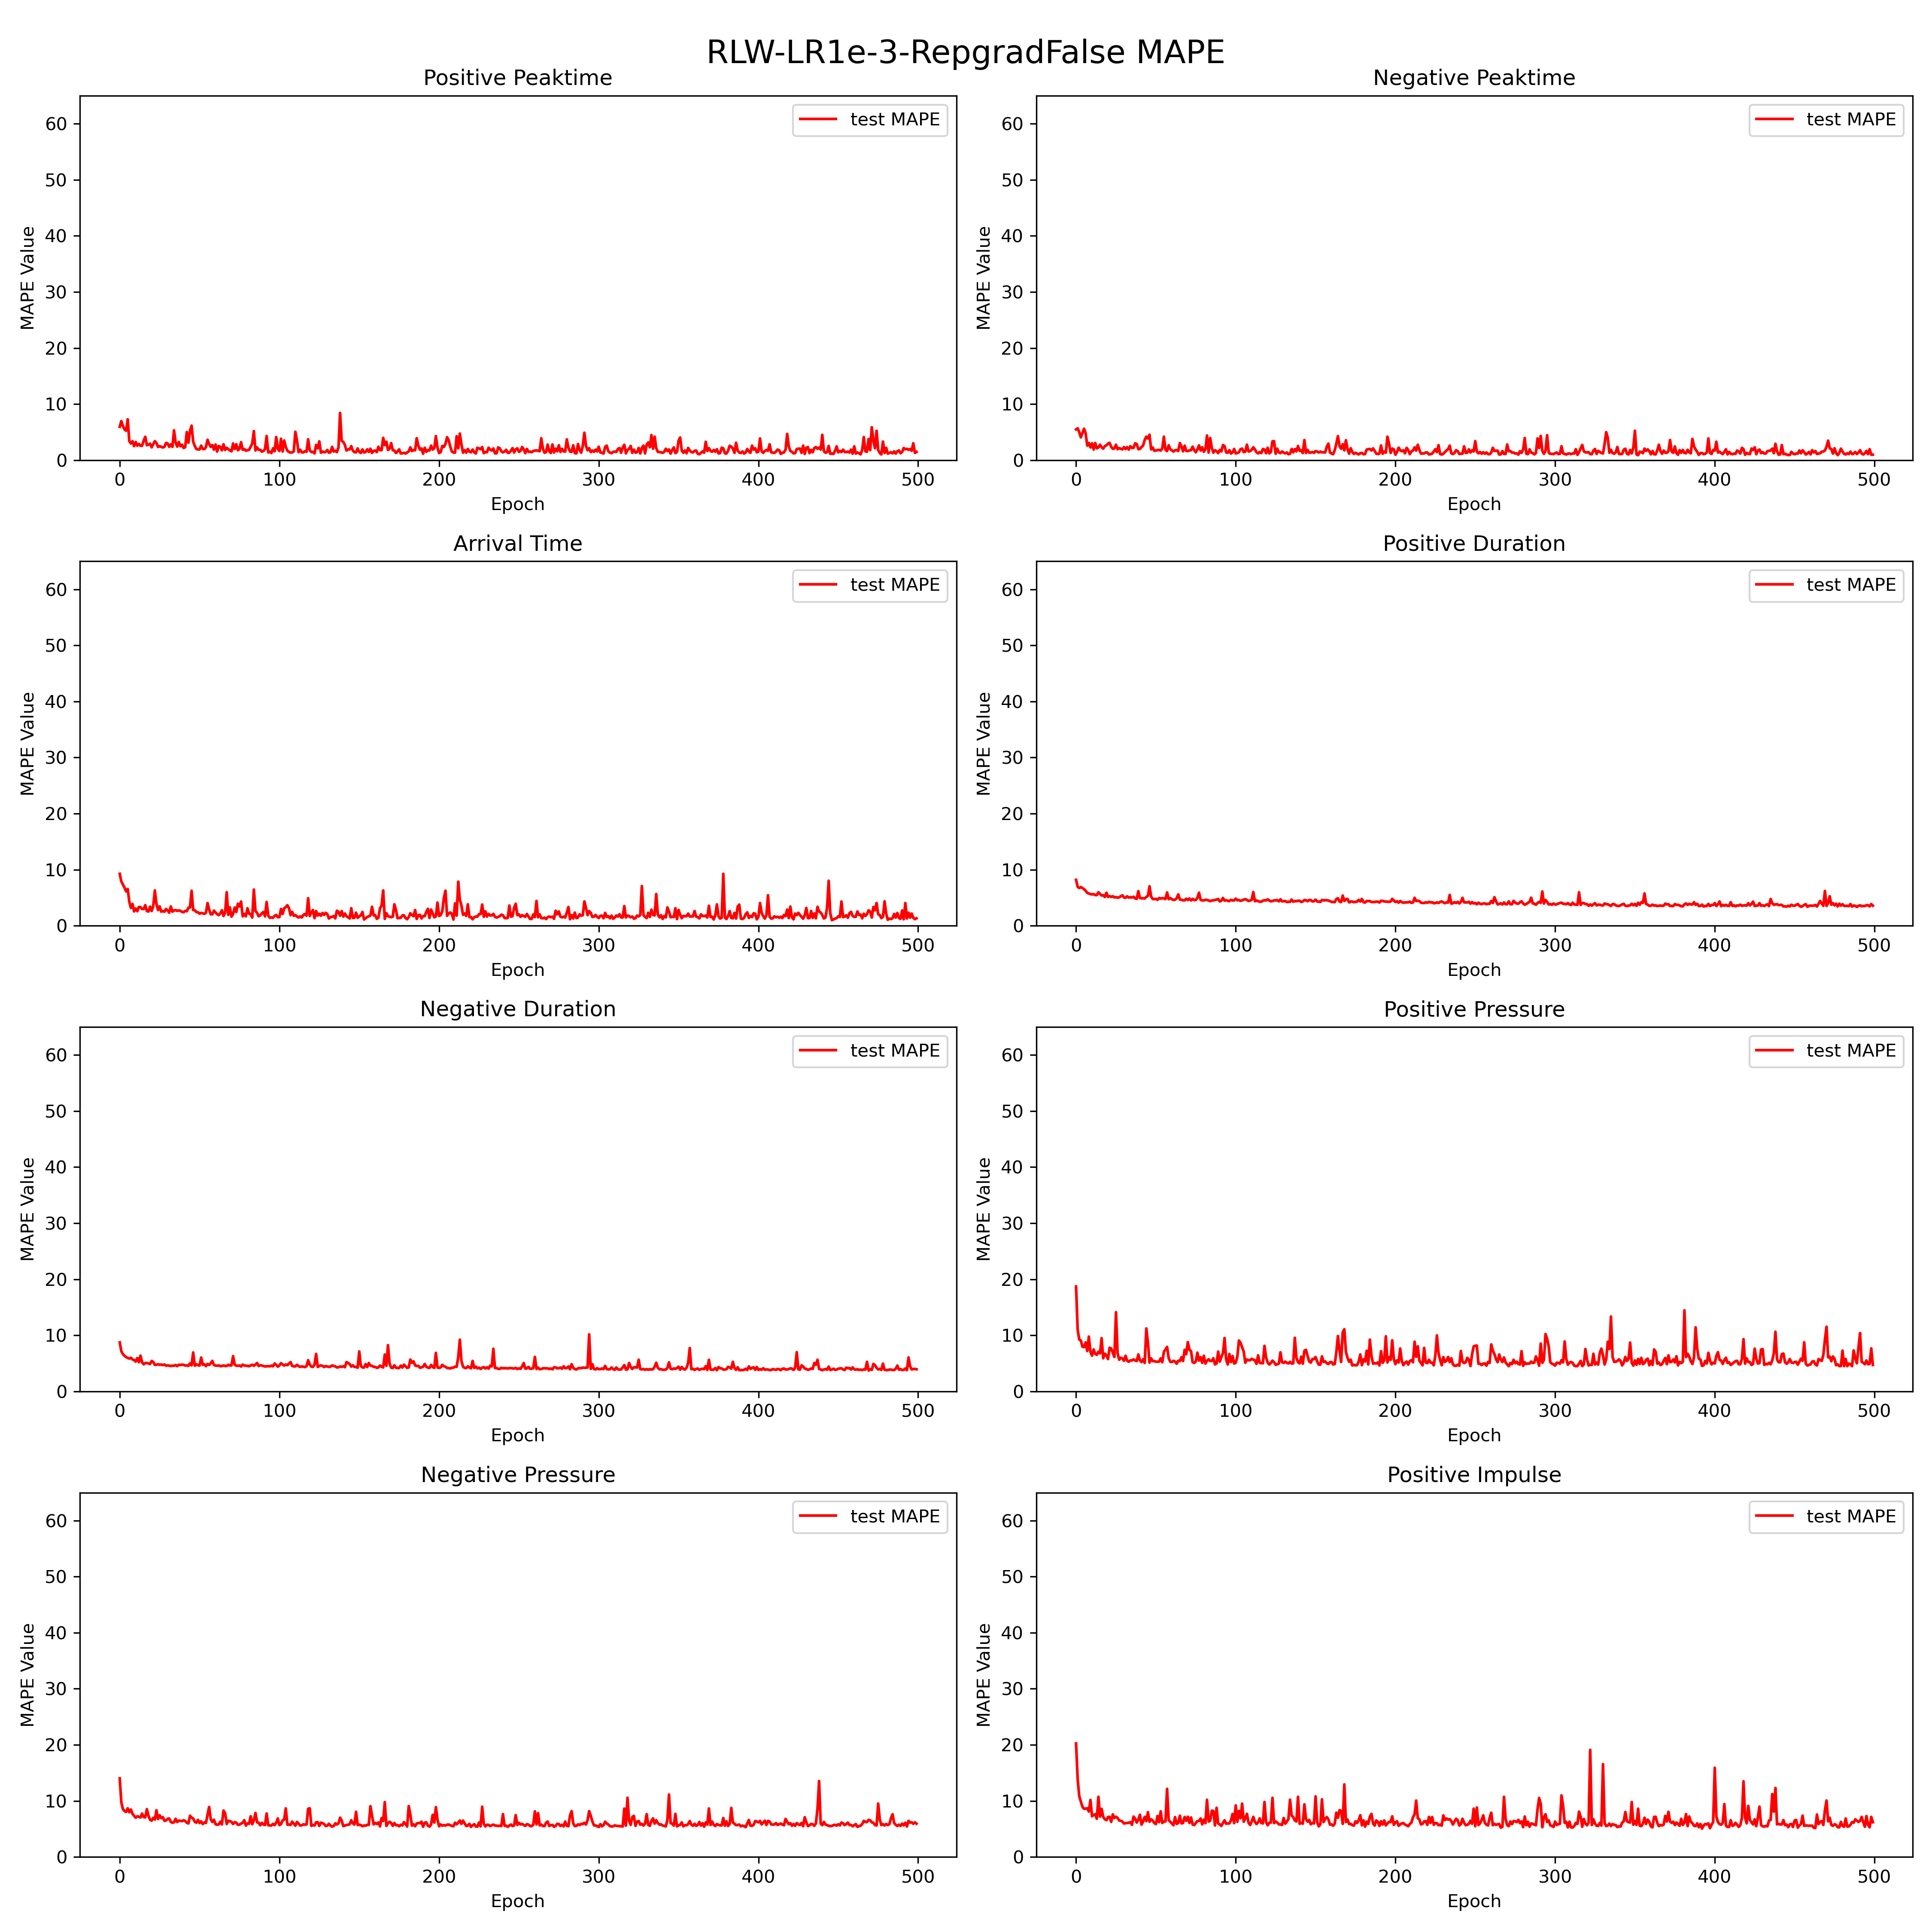 RLW-LR1e-3-RepgradFalse MAPE
Positive Peaktime
test MAPE
MAPE Value
60
50
40
30
20
10
0
0 100 200 300 400 500
Epoch
Negative Peaktime
test MAPE
MAPE Value
60
50
40
30
20
10
0
0 100 200 300 400 500
Epoch
Arrival Time
test MAPE
MAPE Value
60
50
40
30
20
10
0
0 100 200 300 400 500
Epoch
Positive Duration
test MAPE
MAPE Value
60
50
40
30
20
10
0
0 100 200 300 400 500
Epoch
Negative Duration
test MAPE
MAPE Value
60
50
40
30
20
10
0
0 100 200 300 400 500
Epoch
Positive Pressure
test MAPE
MAPE Value
60
50
40
30
20
10
0
0 100 200 300 400 500
Epoch
Negative Pressure
test MAPE
MAPE Value
60
50
40
30
20
10
0
0 100 200 300 400 500
Epoch
Positive Impulse
test MAPE
MAPE Value
60
50
40
30
20
10
0
0 100 200 300 400 500
Epoch